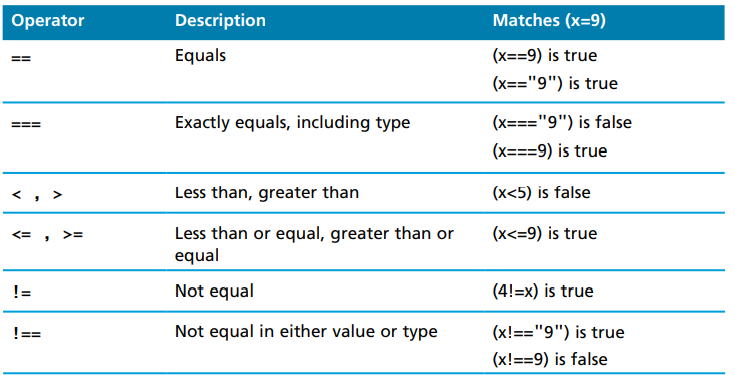 Operator Description Matches (x=9)
== Equals (x==9) is true
(x=="9") is true
=== Exactly equals, including type (x==="9") is false
(x===9) is true
< , > Less than, greater than (x<5) is false
<= , >= Less than or equal, greater than or (x<=9) is true
equal
!= Not equal (4!=x) is true
!== Not equal in either value or type (x!=="9") is true
(x!==9) is false